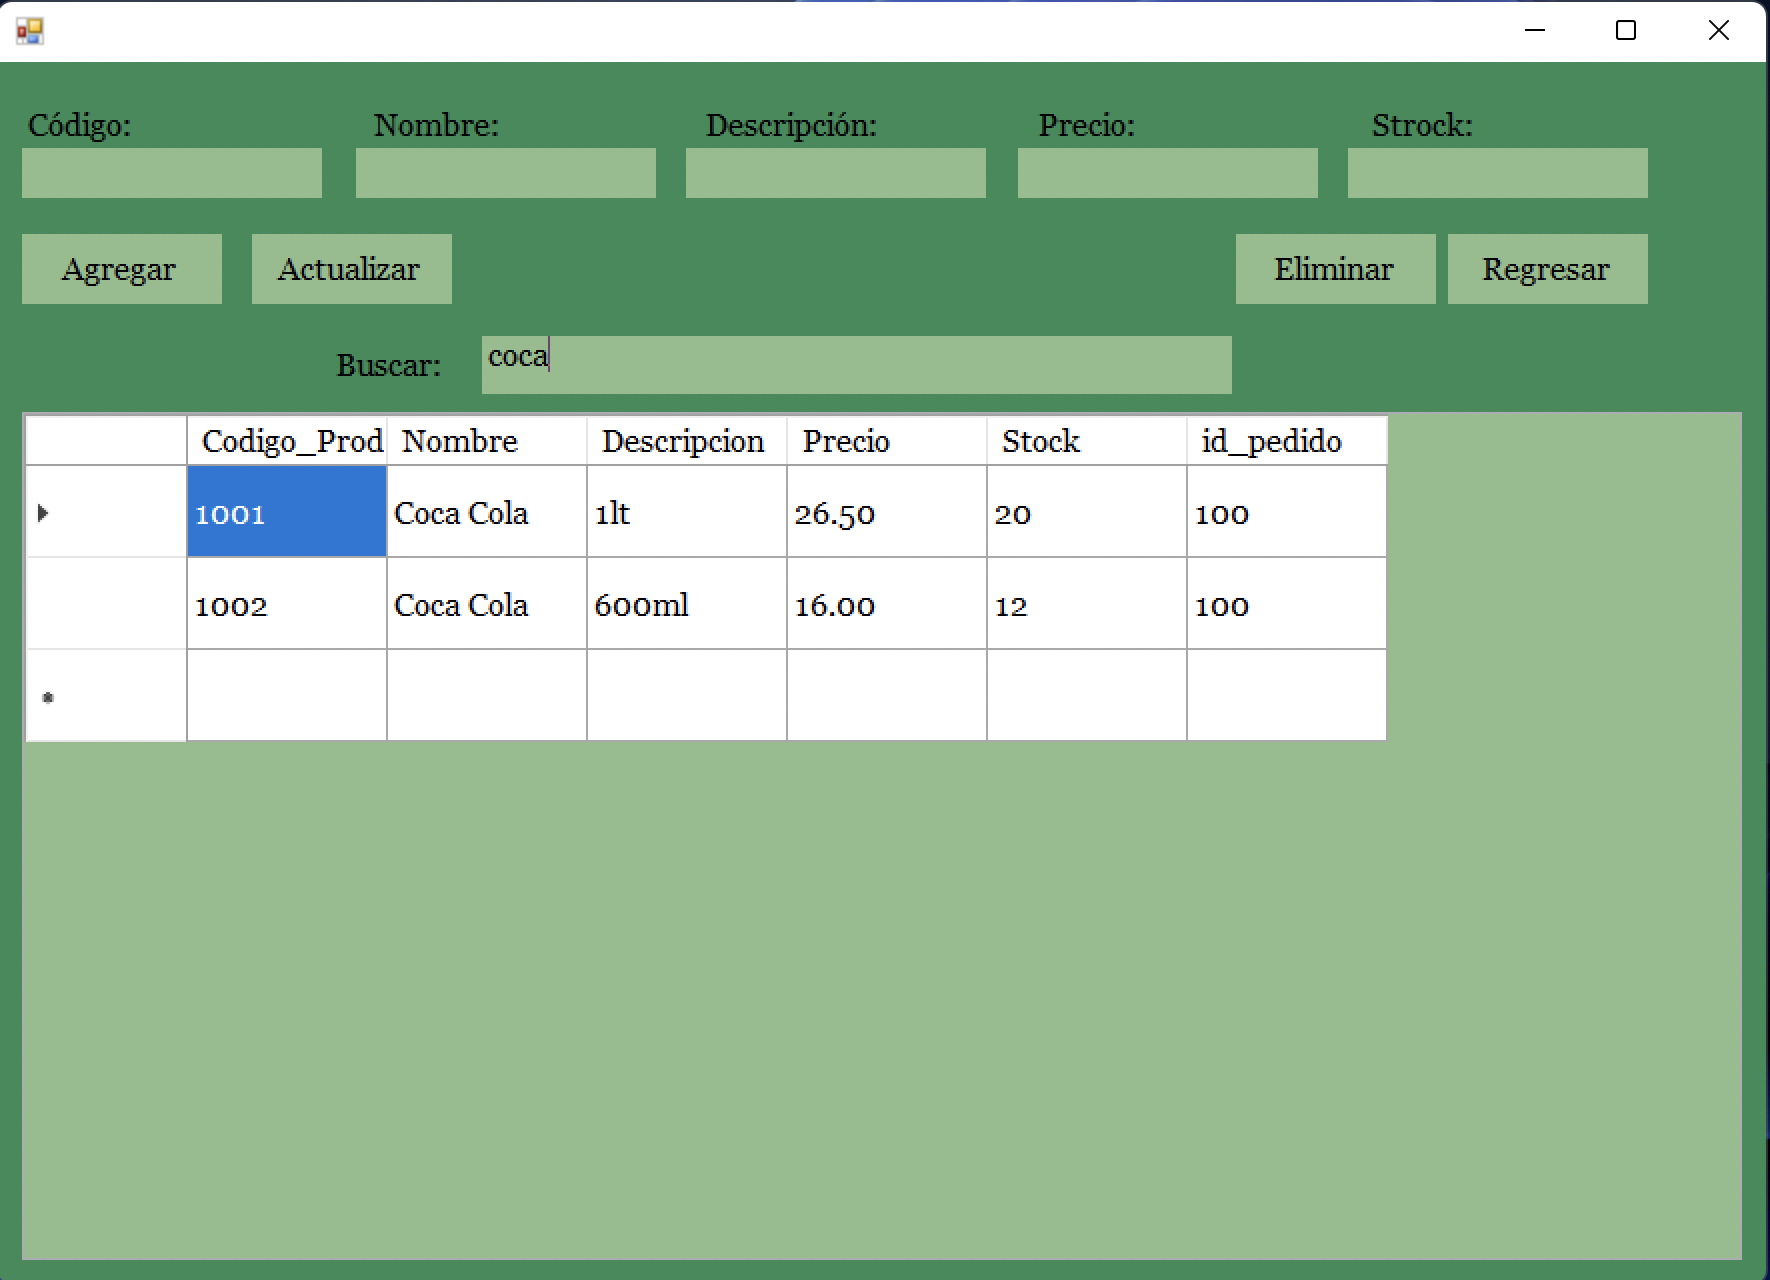 Código: Nombre: Descripción: Precio: Strock:
Agregar Actualizar Eliminar Regresar
Buscar: coca
Codigo_Prod Nombre Descripcion Precio Stock id_pedido
1001 Coca Cola 1lt 26.50 20 100
1002 Coca Cola 600ml 16.00 12 100